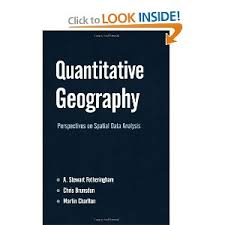 Click to LOOK INSIDE!
Quantitative
Geography
Perspectives on Spatial Data Analysis
A. Stewart Fotheringham
Chris Brunsdon
Martin Charlton